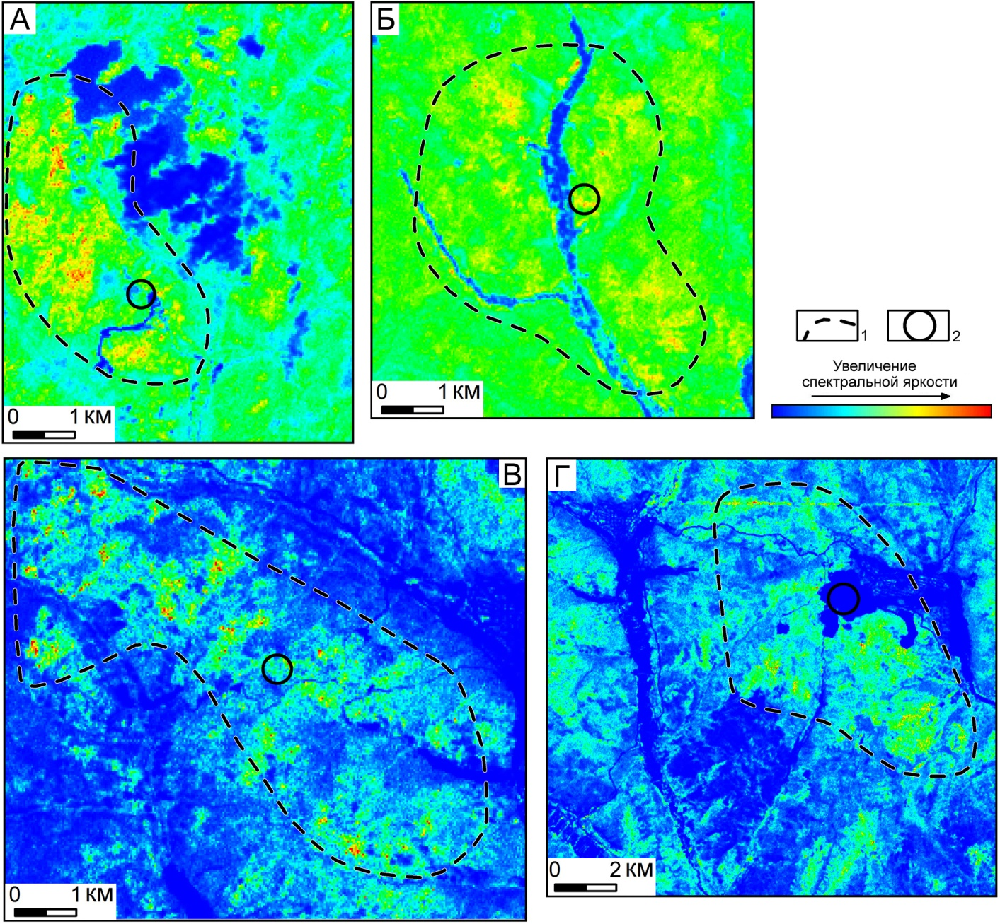 А
Б
0 1 КМ
0 1 КМ
1
2
Увеличение
спектральной яркости
В
Г
0 1 КМ
0 2 КМ